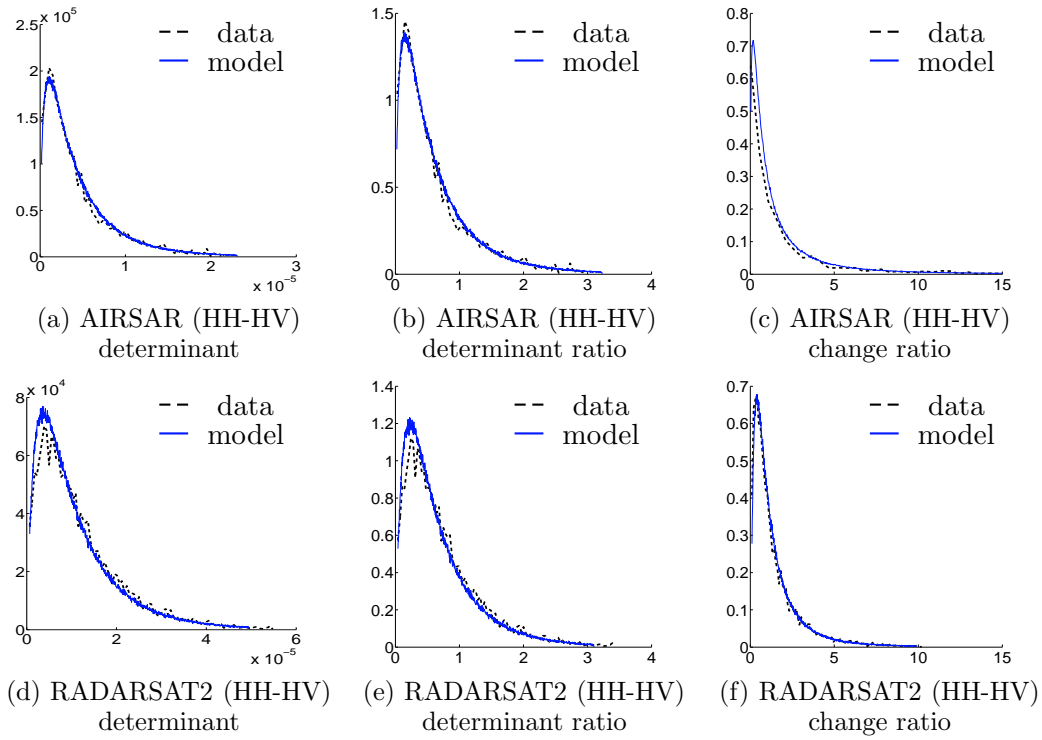 x 10^5
2.5
2
1.5
1
0.5
0
0 1 2 3
x 10^-5
data
model
(a) AIRSAR (HH-HV)
determinant
1.5
1
0.5
0
0 1 2 3 4
data
model
(b) AIRSAR (HH-HV)
determinant ratio
0.8
0.7
0.6
0.5
0.4
0.3
0.2
0.1
0
0 5 10 15
data
model
(c) AIRSAR (HH-HV)
change ratio
x 10^4
8
6
4
2
0
0 2 4 6
x 10^-5
data
model
(d) RADARSAT2 (HH-HV)
determinant
1.4
1.2
1
0.8
0.6
0.4
0.2
0
0 1 2 3 4
data
model
(e) RADARSAT2 (HH-HV)
determinant ratio
0.7
0.6
0.5
0.4
0.3
0.2
0.1
0
0 5 10 15
data
model
(f) RADARSAT2 (HH-HV)
change ratio